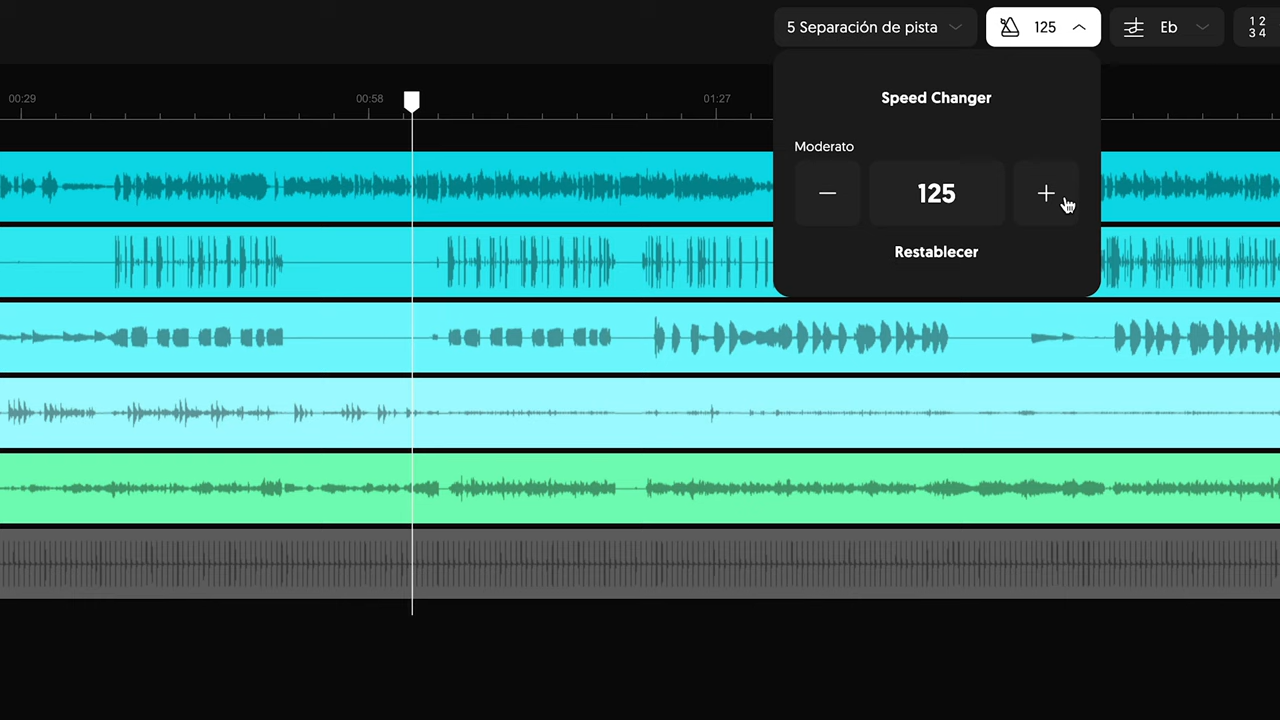 5 Separación de pista
125
Eb
1 2
3 4
00:29
00:58
01:27
Speed Changer
Moderato
125
Restablecer